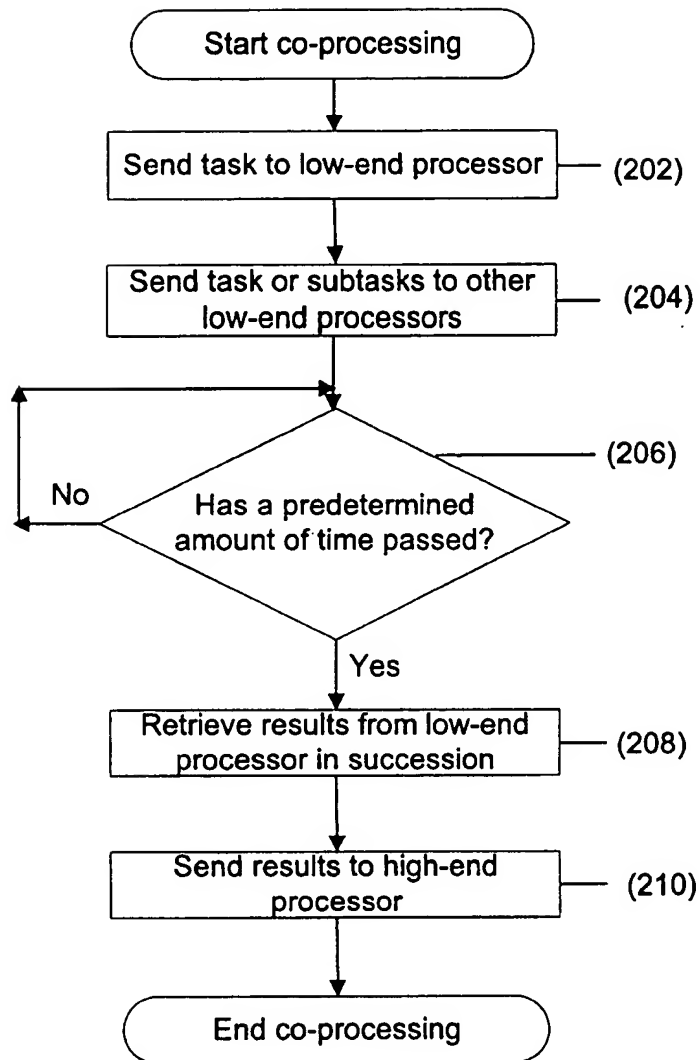 Start co-processing
Send task to low-end processor
(202)
Send task or subtasks to other
low-end processors
(204)
(206)
No
Has a predetermined
amount of time passed?
Yes
Retrieve results from low-end
processor in succession
(208)
Send results to high-end
processor
(210)
End co-processing